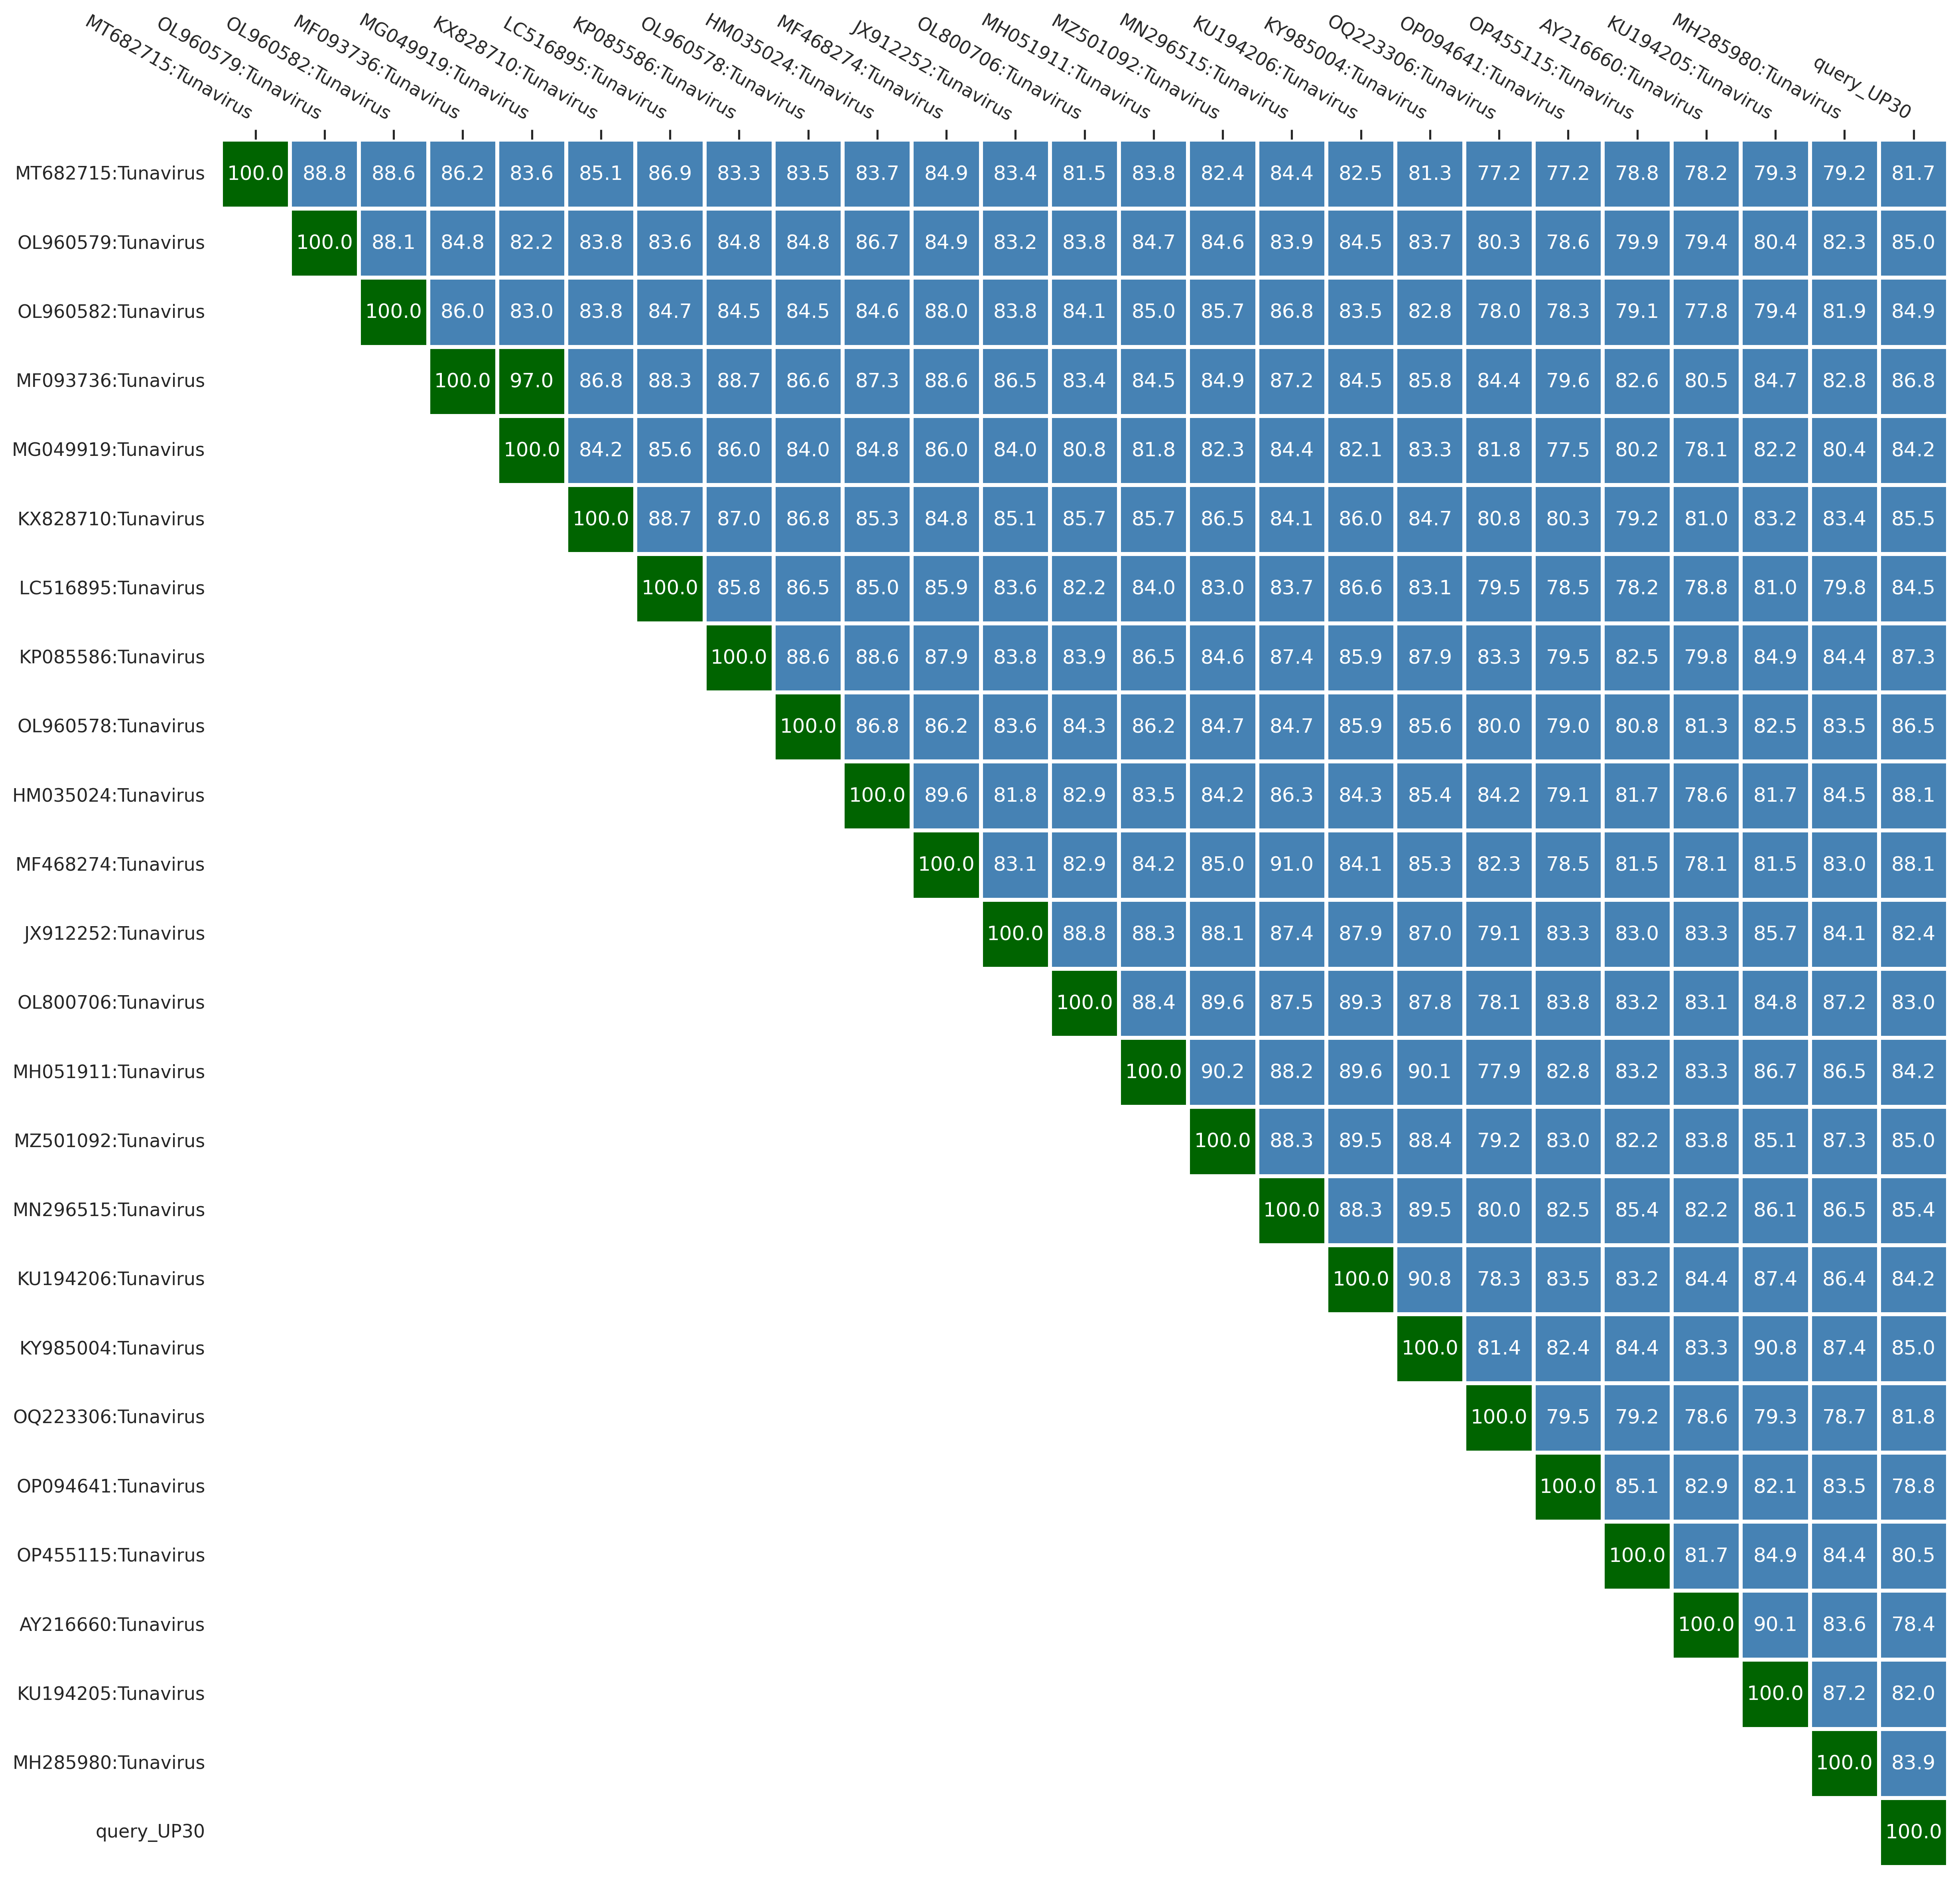 MT682715:Tunavirus
OL960579:Tunavirus
OL960582:Tunavirus
MF093736:Tunavirus
MG049919:Tunavirus
KX828710:Tunavirus
LC516895:Tunavirus
KP085586:Tunavirus
OL960578:Tunavirus
HM035024:Tunavirus
MF468274:Tunavirus
JX912252:Tunavirus
OL800706:Tunavirus
MH051911:Tunavirus
MZ501092:Tunavirus
MN296515:Tunavirus
KU194206:Tunavirus
KY985004:Tunavirus
OQ223306:Tunavirus
OP094641:Tunavirus
OP455115:Tunavirus
AY216660:Tunavirus
KU194205:Tunavirus
MH285980:Tunavirus
query_UP30
MT682715:Tunavirus 100.0 88.8 88.6 86.2 83.6 85.1 86.9 83.3 83.5 83.7 84.9 83.4 81.5 83.8 82.4 84.4 82.5 81.3 77.2 77.2 78.8 78.2 79.3 79.2 81.7
OL960579:Tunavirus 100.0 88.1 84.8 82.2 83.8 83.6 84.8 84.8 86.7 84.9 83.2 83.8 84.7 84.6 83.9 84.5 83.7 80.3 78.6 79.9 79.4 80.4 82.3 85.0
OL960582:Tunavirus 100.0 86.0 83.0 83.8 84.7 84.5 84.5 84.6 88.0 83.8 84.1 85.0 85.7 86.8 83.5 82.8 78.0 78.3 79.1 77.8 79.4 81.9 84.9
MF093736:Tunavirus 100.0 97.0 86.8 88.3 88.7 86.6 87.3 88.6 86.5 83.4 84.5 84.9 87.2 84.5 85.8 84.4 79.6 82.6 80.5 84.7 82.8 86.8
MG049919:Tunavirus 100.0 84.2 85.6 86.0 84.0 84.8 86.0 84.0 80.8 81.8 82.3 84.4 82.1 83.3 81.8 77.5 80.2 78.1 82.2 80.4 84.2
KX828710:Tunavirus 100.0 88.7 87.0 86.8 85.3 84.8 85.1 85.7 85.7 86.5 84.1 86.0 84.7 80.8 80.3 79.2 81.0 83.2 83.4 85.5
LC516895:Tunavirus 100.0 85.8 86.5 85.0 85.9 83.6 82.2 84.0 83.0 83.7 86.6 83.1 79.5 78.5 78.2 78.8 81.0 79.8 84.5
KP085586:Tunavirus 100.0 88.6 88.6 87.9 83.8 83.9 86.5 84.6 87.4 85.9 87.9 83.3 79.5 82.5 79.8 84.9 84.4 87.3
OL960578:Tunavirus 100.0 86.8 86.2 83.6 84.3 86.2 84.7 84.7 85.9 85.6 80.0 79.0 80.8 81.3 82.5 83.5 86.5
HM035024:Tunavirus 100.0 89.6 81.8 82.9 83.5 84.2 86.3 84.3 85.4 84.2 79.1 81.7 78.6 81.7 84.5 88.1
MF468274:Tunavirus 100.0 83.1 82.9 84.2 85.0 91.0 84.1 85.3 82.3 78.5 81.5 78.1 81.5 83.0 88.1
JX912252:Tunavirus 100.0 88.8 88.3 88.1 87.4 87.9 87.0 79.1 83.3 83.0 83.3 85.7 84.1 82.4
OL800706:Tunavirus 100.0 88.4 89.6 87.5 89.3 87.8 78.1 83.8 83.2 83.1 84.8 87.2 83.0
MH051911:Tunavirus 100.0 90.2 88.2 89.6 90.1 77.9 82.8 83.2 83.3 86.7 86.5 84.2
MZ501092:Tunavirus 100.0 88.3 89.5 88.4 79.2 83.0 82.2 83.8 85.1 87.3 85.0
MN296515:Tunavirus 100.0 88.3 89.5 80.0 82.5 85.4 82.2 86.1 86.5 85.4
KU194206:Tunavirus 100.0 90.8 78.3 83.5 83.2 84.4 87.4 86.4 84.2
KY985004:Tunavirus 100.0 81.4 82.4 84.4 83.3 90.8 87.4 85.0
OQ223306:Tunavirus 100.0 79.5 79.2 78.6 79.3 78.7 81.8
OP094641:Tunavirus 100.0 85.1 82.9 82.1 83.5 78.8
OP455115:Tunavirus 100.0 81.7 84.9 84.4 80.5
AY216660:Tunavirus 100.0 90.1 83.6 78.4
KU194205:Tunavirus 100.0 87.2 82.0
MH285980:Tunavirus 100.0 83.9
query_UP30 100.0